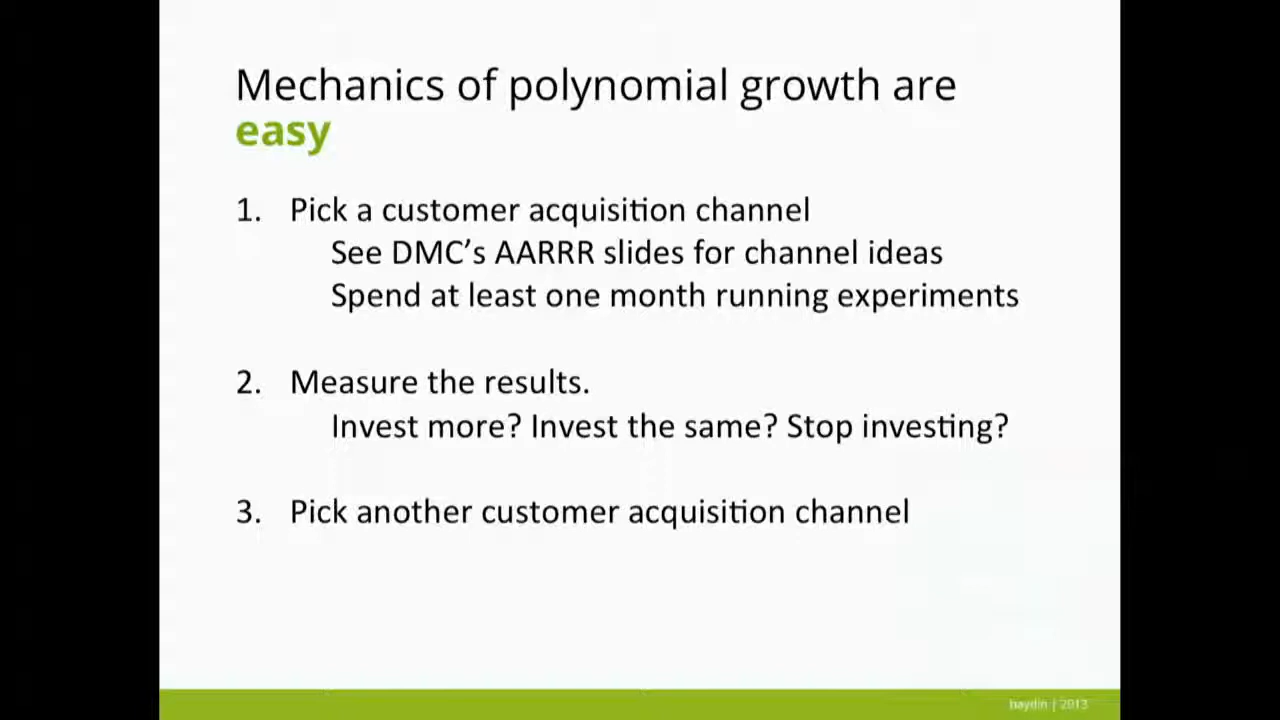 Mechanics of polynomial growth are
easy
1. Pick a customer acquisition channel
See DMC’s AARRR slides for channel ideas
Spend at least one month running experiments
2. Measure the results.
Invest more? Invest the same? Stop investing?
3. Pick another customer acquisition channel
haydin | 2013